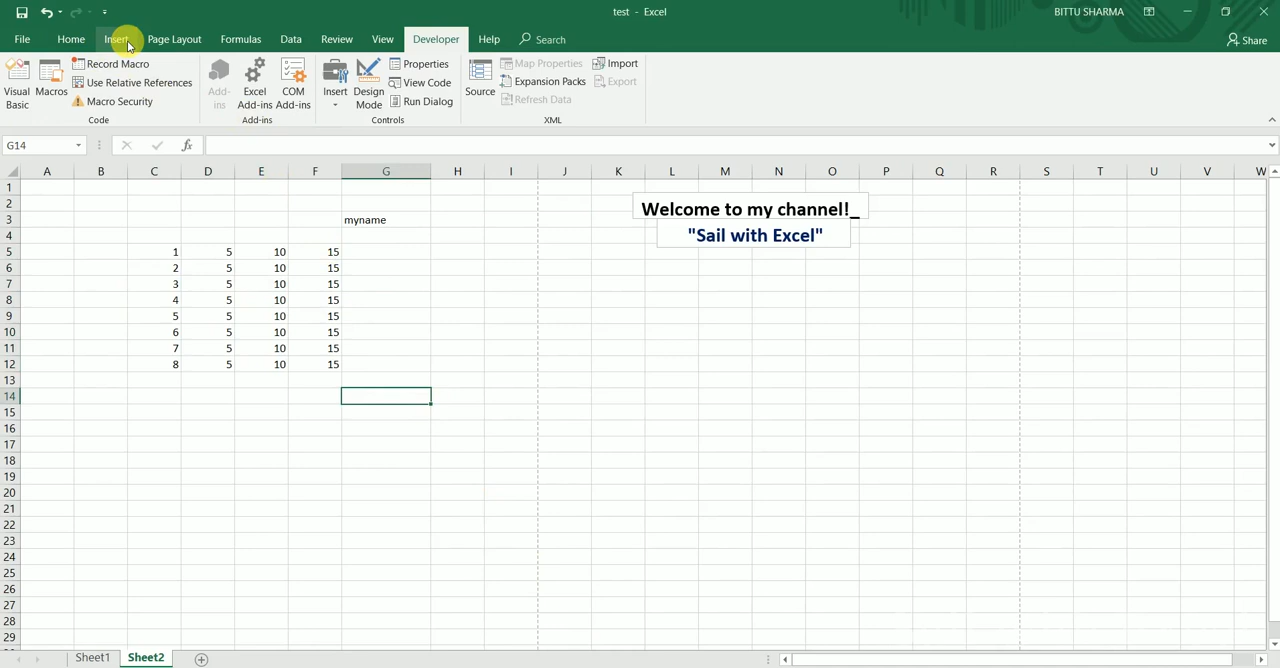 test - Excel
BITTU SHARMA
File Home Insert Page Layout Formulas Data Review View Developer Help Search Share
Visual Basic
Macros
Record Macro
Use Relative References
Macro Security
Code
Add-ins
Excel Add-ins
COM Add-ins
Add-ins
Insert
Design Mode
Properties
View Code
Run Dialog
Controls
Source
Map Properties
Expansion Packs
Refresh Data
Import
Export
XML
G14
fx
A B C D E F G H I J K L M N O P Q R S T U V W
1
2
3 myname
4
5 1 5 10 15
6 2 5 10 15
7 3 5 10 15
8 4 5 10 15
9 5 5 10 15
10 6 5 10 15
11 7 5 10 15
12 8 5 10 15
13
14
15
16
17
18
19
20
21
22
23
24
25
26
27
28
29
Welcome to my channel!_
"Sail with Excel"
Sheet1 Sheet2